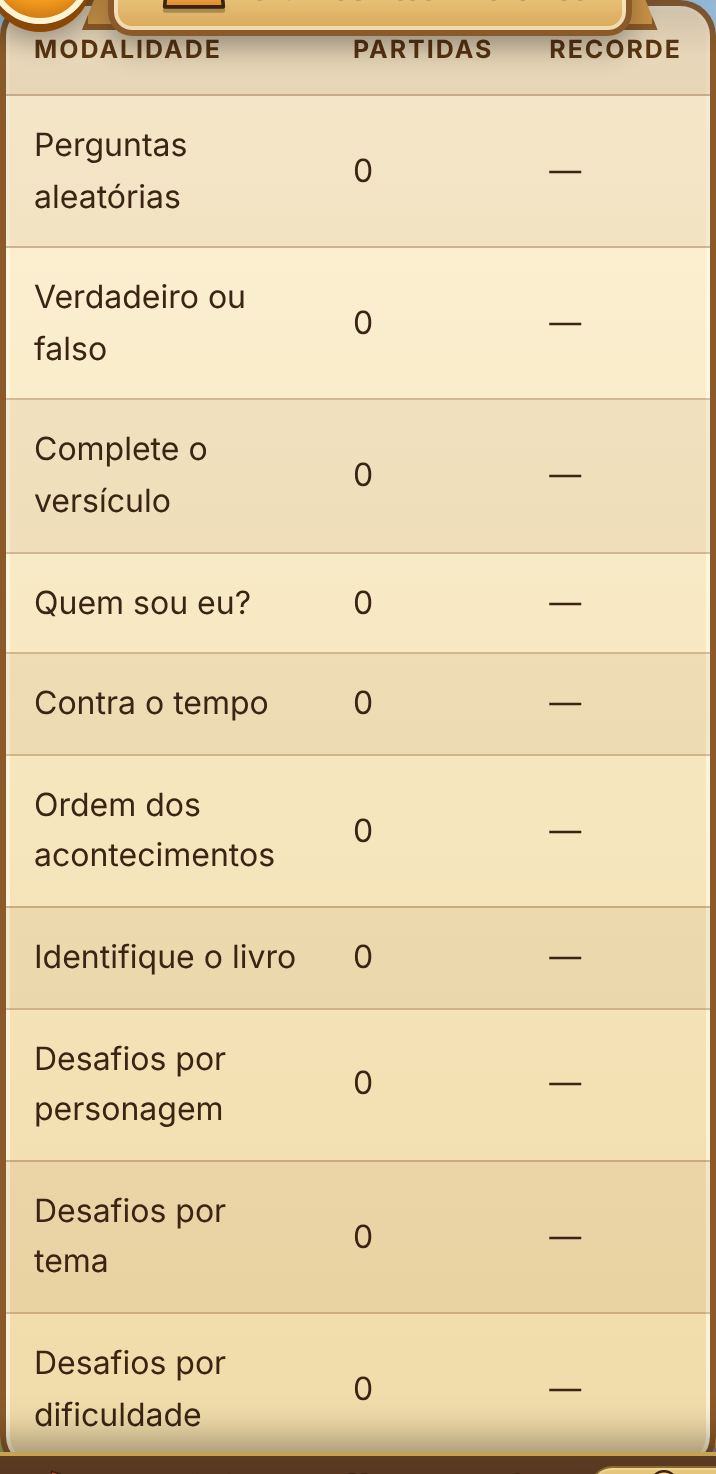 MODALIDADE PARTIDAS RECORDE
Perguntas
aleatórias
0 —
Verdadeiro ou
falso
0 —
Complete o
versículo
0 —
Quem sou eu? 0 —
Contra o tempo 0 —
Ordem dos
acontecimentos
0 —
Identifique o livro 0 —
Desafios por
personagem
0 —
Desafios por
tema
0 —
Desafios por
dificuldade
0 —